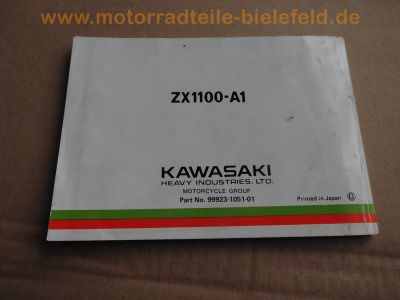 www.motorradteile-bielefeld.de
ZX1100-A1
KAWASAKI
HEAVY INDUSTRIES, LTD.
MOTORCYCLE GROUP
Part No. 99923-1051-01
Printed in Japan G